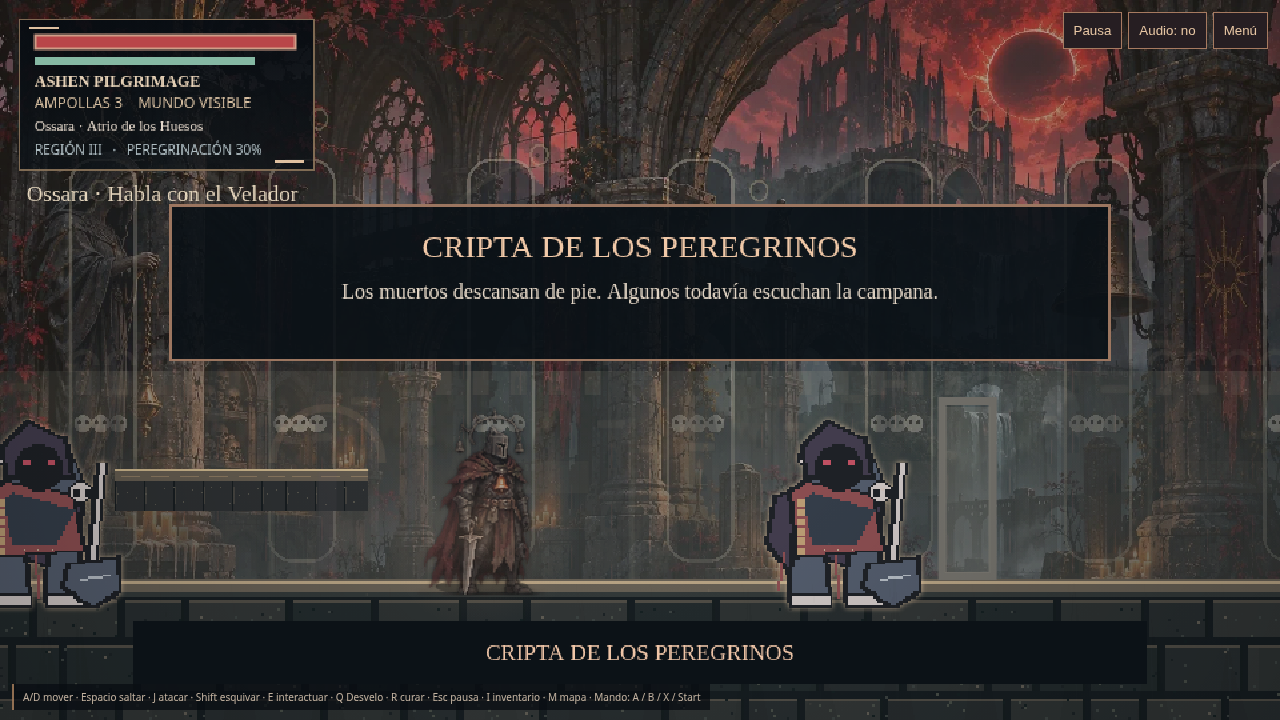 Pausa
Audio: no
Menú
ASHEN PILGRIMAGE
AMPOLLAS 3 MUNDO VISIBLE
Ossara · Atrio de los Huesos
REGIÓN III · PEREGRINACIÓN 30%
Ossara · Habla con el Velador
CRIPTA DE LOS PEREGRINOS
Los muertos descansan de pie. Algunos todavía escuchan la campana.
CRIPTA DE LOS PEREGRINOS
A/D mover · Espacio saltar · J atacar · Shift esquivar · E interactuar · Q Desvelo · R curar · Esc pausa · I inventario · M mapa · Mando: A / B / X / Start